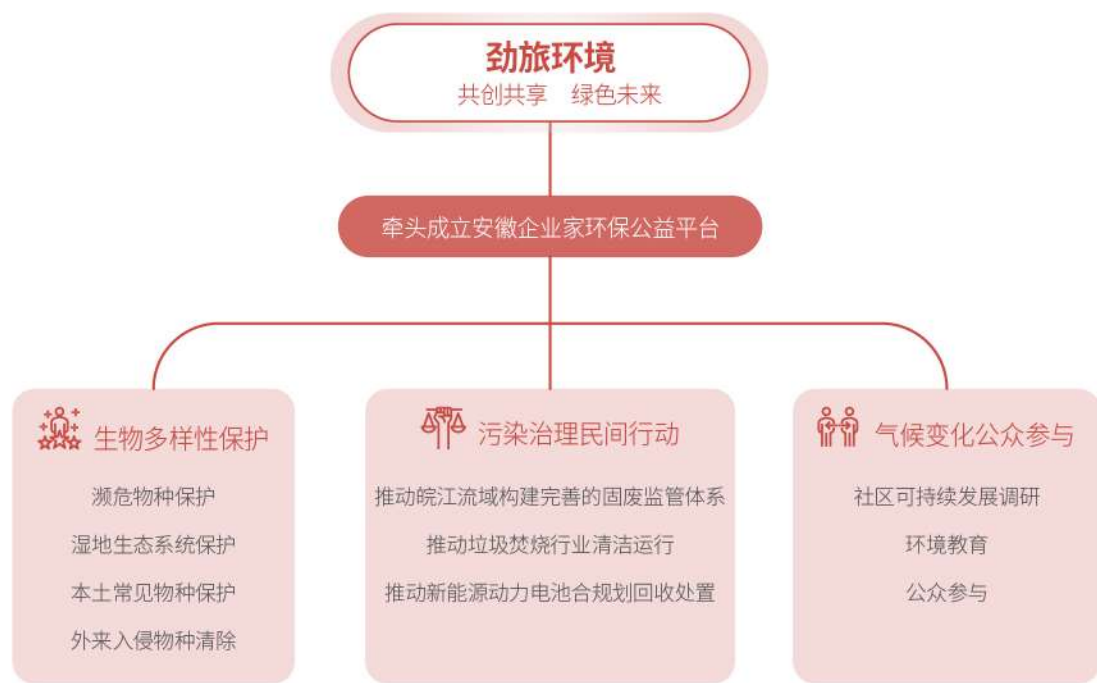 劲旅环境
共创共享 绿色未来
牵头成立安徽企业家环保公益平台
生物多样性保护
濒危物种保护
湿地生态系统保护
本土常见物种保护
外来入侵物种清除
污染治理民间行动
推动皖江流域构建完善的固废监管体系
推动垃圾焚烧行业清洁运行
推动新能源动力电池合规划回收处置
气候变化公众参与
社区可持续发展调研
环境教育
公众参与